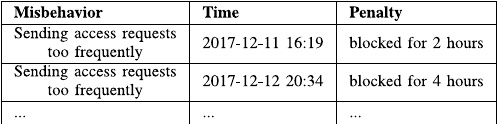 Misbehavior Time Penalty
Sending access requests
too frequently 2017-12-11 16:19 blocked for 2 hours
Sending access requests
too frequently 2017-12-12 20:34 blocked for 4 hours
... ... ...